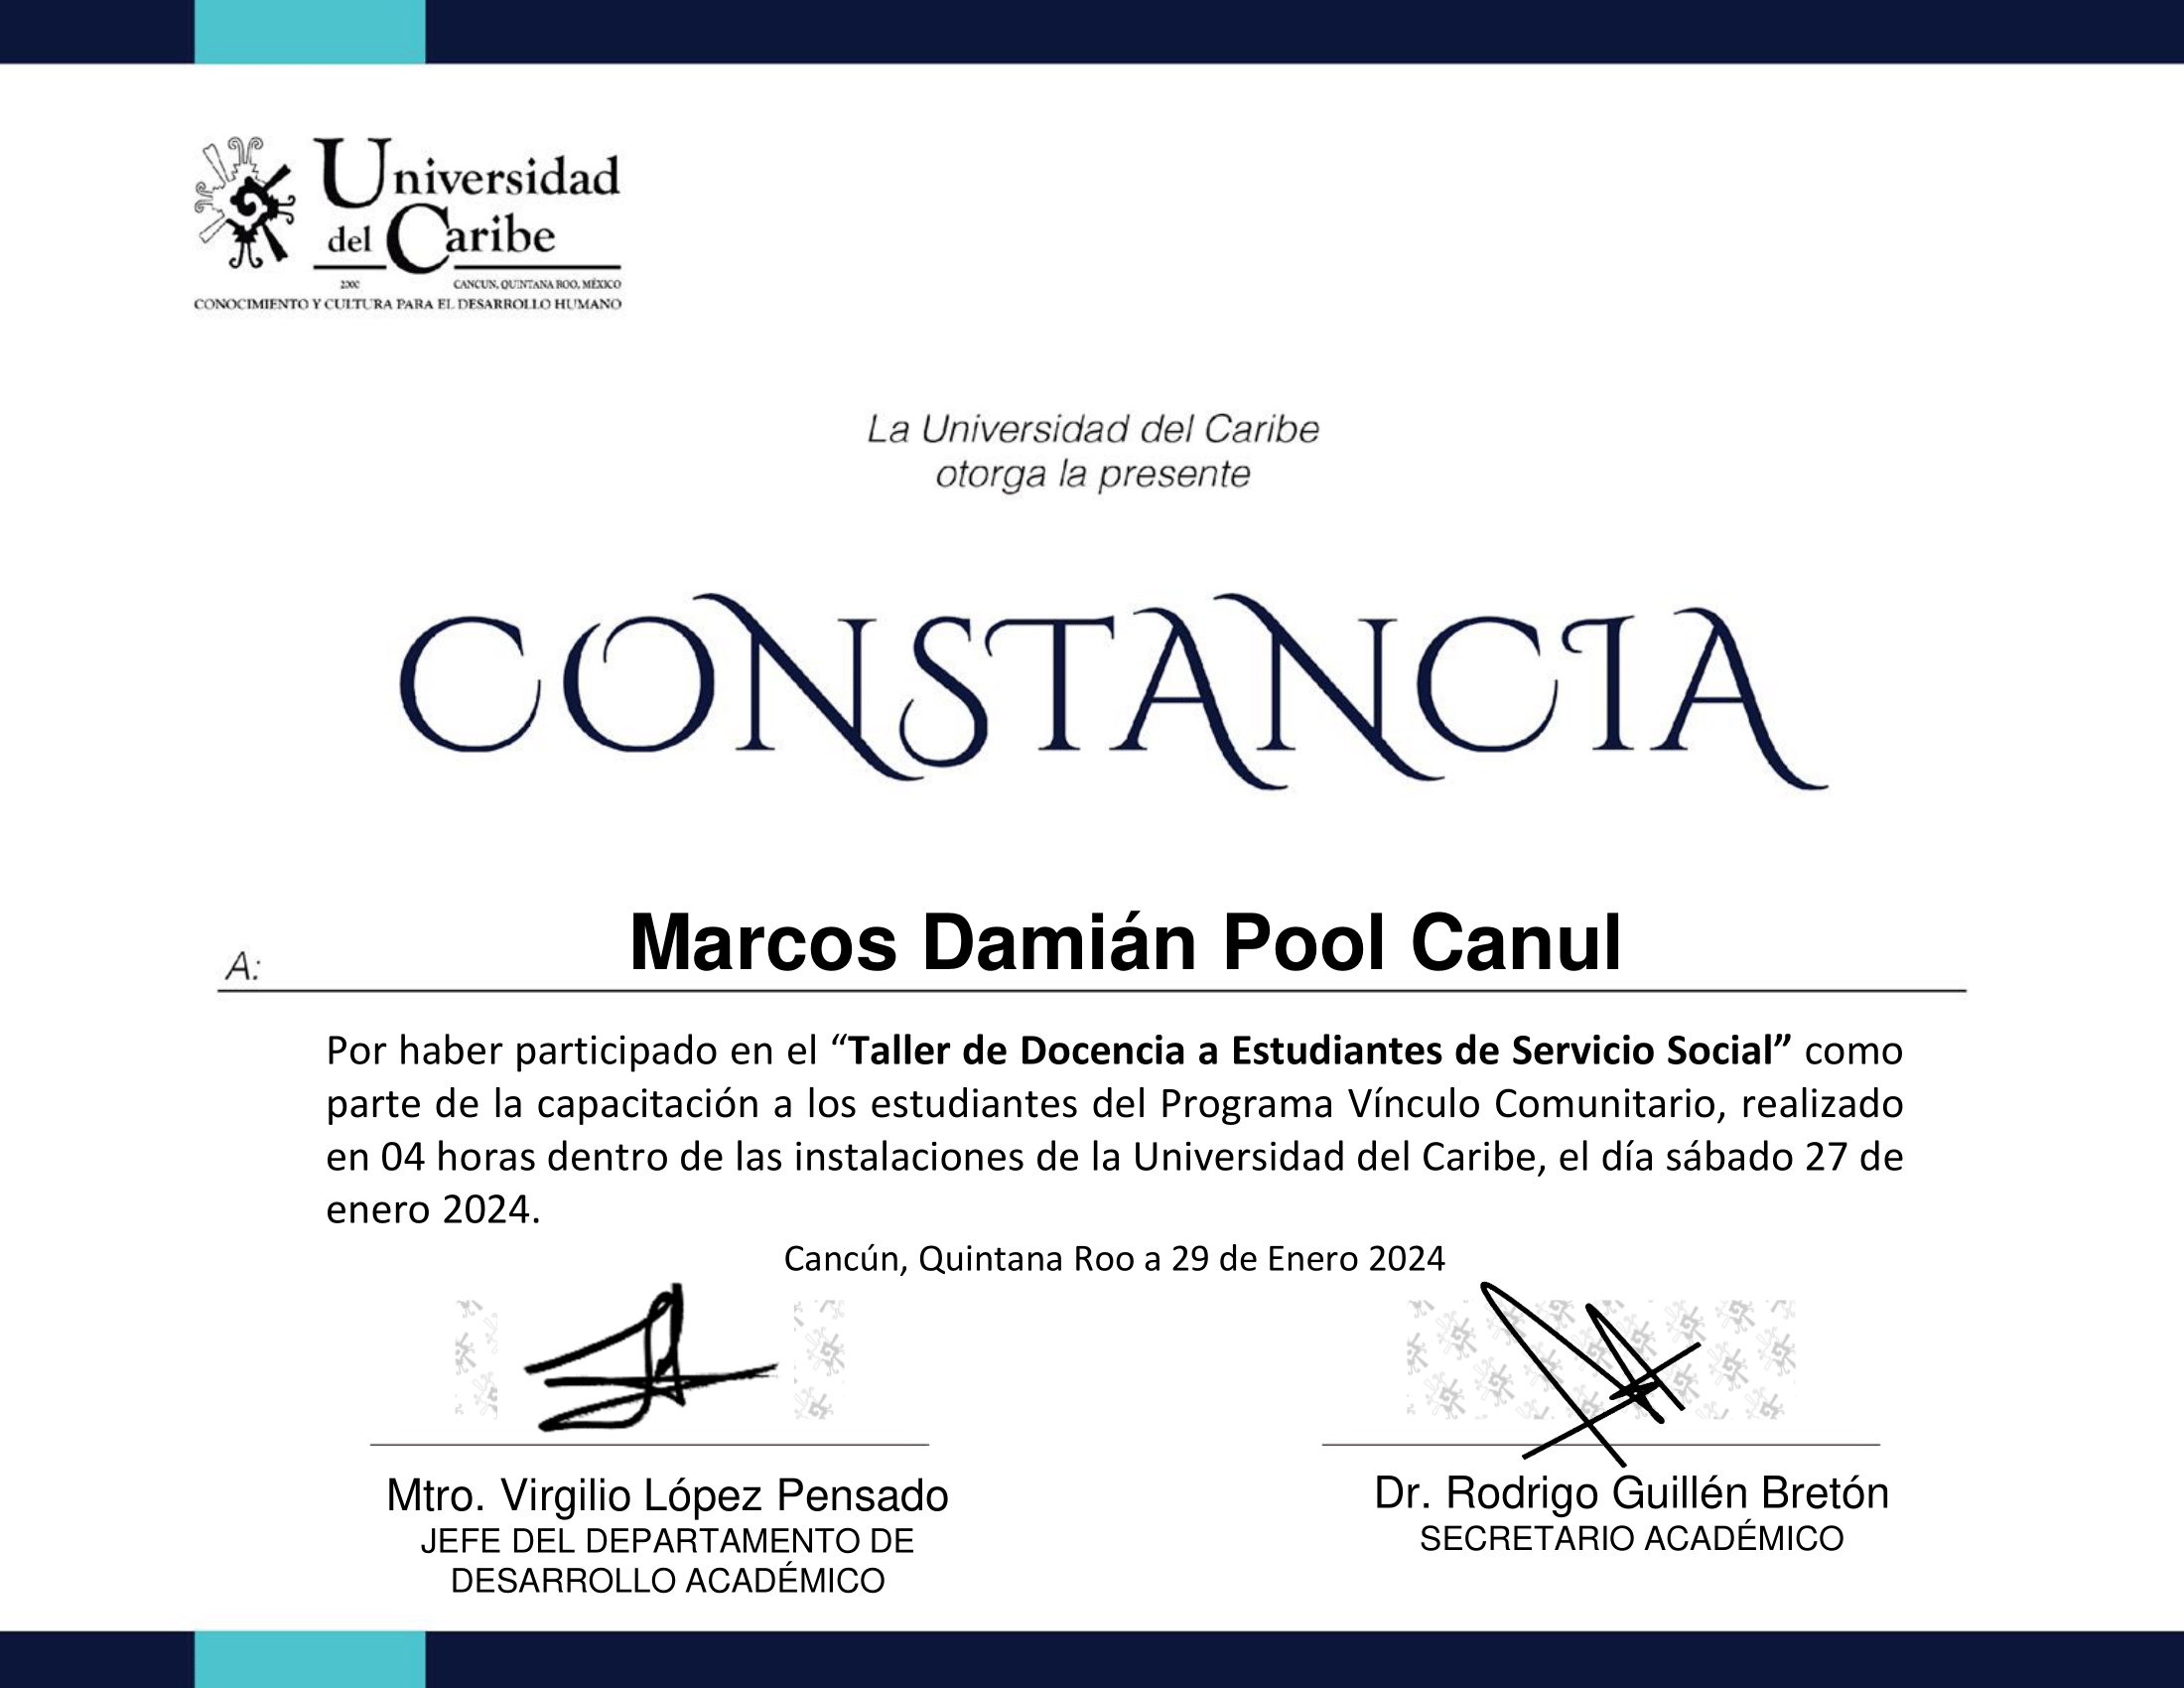 Universidad
del Caribe
2000 CANCUN, QUINTANA ROO, MÉXICO
CONOCIMIENTO Y CULTURA PARA EL DESARROLLO HUMANO
La Universidad del Caribe
otorga la presente
CONSTANCIA
A: Marcos Damián Pool Canul
Por haber participado en el “Taller de Docencia a Estudiantes de Servicio Social” como
parte de la capacitación a los estudiantes del Programa Vínculo Comunitario, realizado
en 04 horas dentro de las instalaciones de la Universidad del Caribe, el día sábado 27 de
enero 2024.
Cancún, Quintana Roo a 29 de Enero 2024
Mtro. Virgilio López Pensado
JEFE DEL DEPARTAMENTO DE
DESARROLLO ACADÉMICO
Dr. Rodrigo Guillén Bretón
SECRETARIO ACADÉMICO